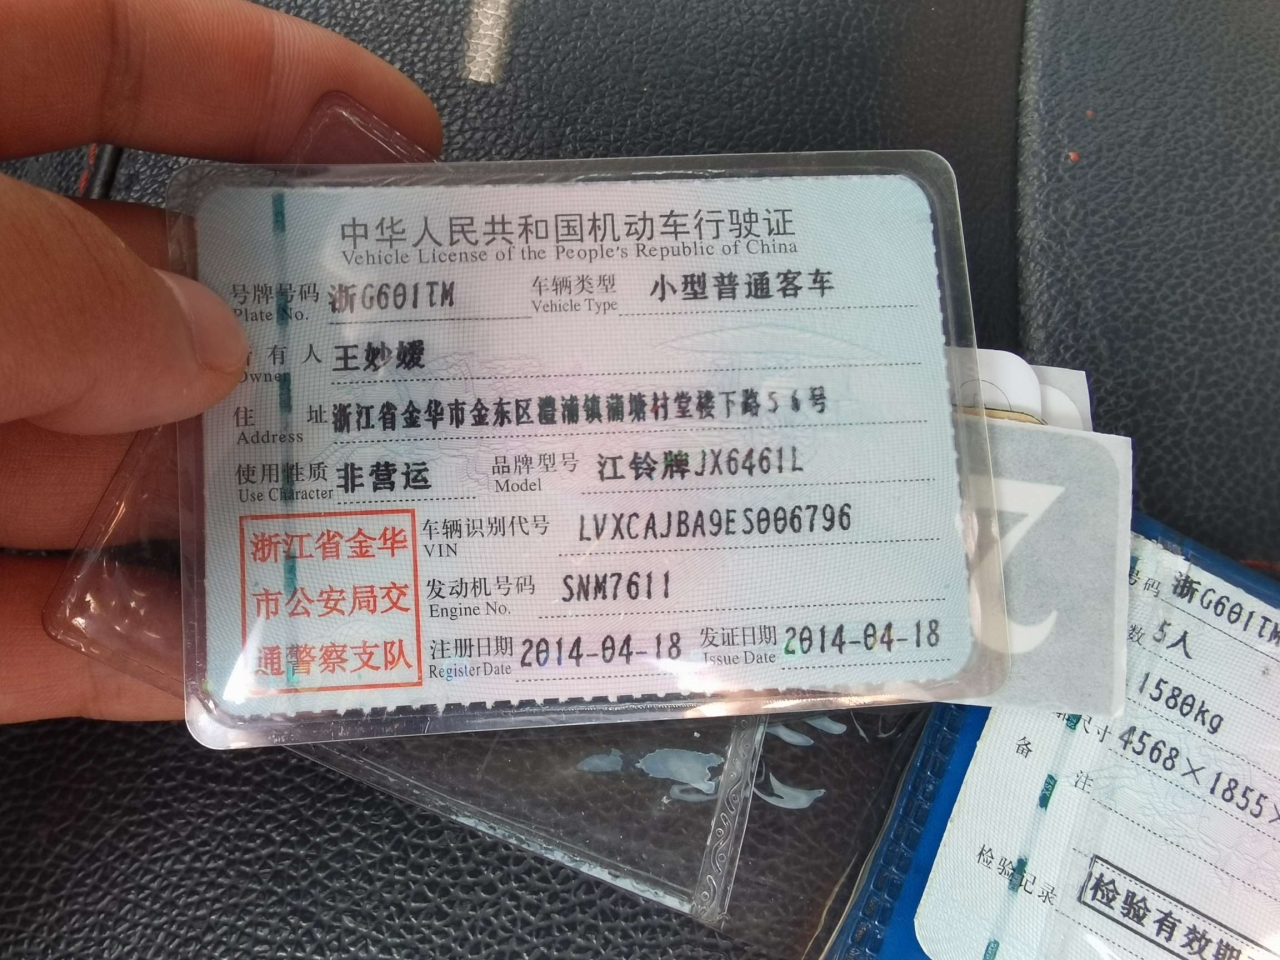 中华人民共和国机动车行驶证
Vehicle License of the People's Republic of China
号牌号码 浙G601TM 车辆类型 小型普通客车
Plate No. Vehicle Type
有人 王妙嫒
Owner
住 址 浙江省金华市金东区澧浦镇蒲塘村堂楼下路56号
Address
使用性质 非营运 品牌型号 江铃牌JX6461L
Use Character Model
浙江省金华
市公安局交
通警察支队
车辆识别代号 LVXCAJBA9ES006796
VIN
发动机号码 SNM7611
Engine No.
注册日期 2014-04-18 发证日期 2014-04-18
Register Date Issue Date
号码 浙G601TM
数 5人
1580kg
尺寸 4568×1855×
备 注
检验记录
检验有效期